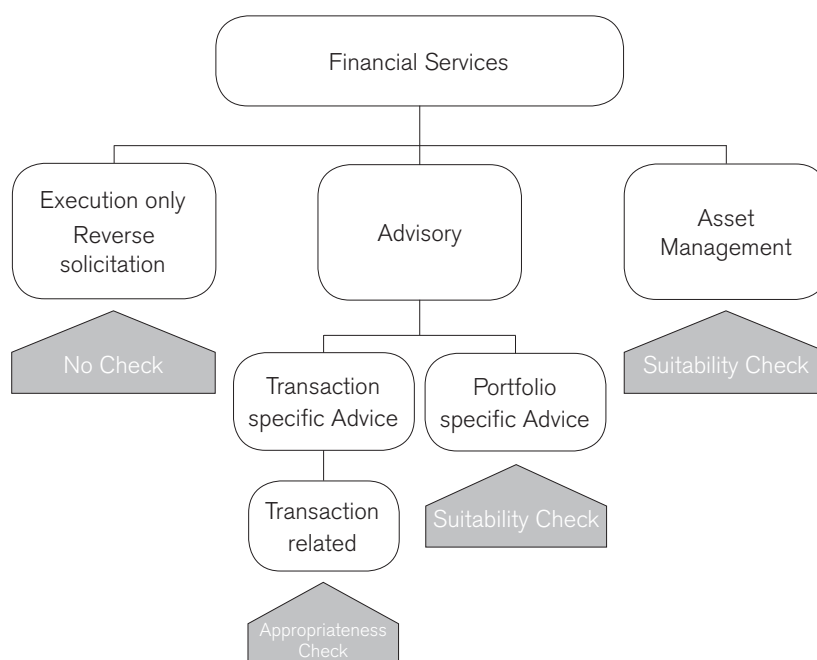 Financial Services
Execution only
Reverse
solicitation
Advisory
Asset
Management
No Check
Suitability Check
Transaction
specific Advice
Portfolio
specific Advice
Transaction
related
Suitability Check
Appropriateness
Check